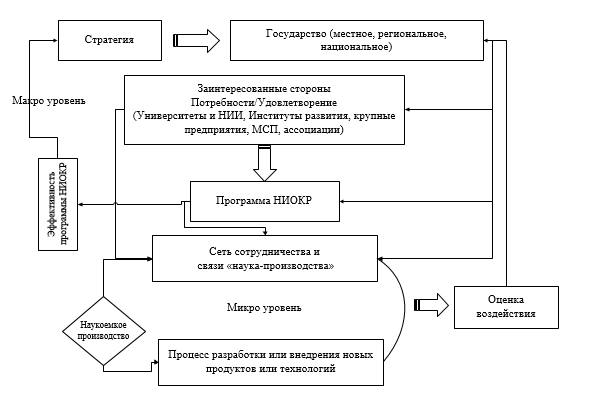 Стратегия
Государство (местное, региональное,
национальное)
Заинтересованные стороны
Потребности/Удовлетворение
(Университеты и НИИ, Институты развития, крупные
предприятия, МСП, ассоциации)
Макро уровень
Эффективность
программы НИОКР
Программа НИОКР
Сеть сотрудничества и
связи «наука-производства»
Микро уровень
Оценка
воздействия
Наукоемкое
производство
Процесс разработки или внедрения новых
продуктов или технологий